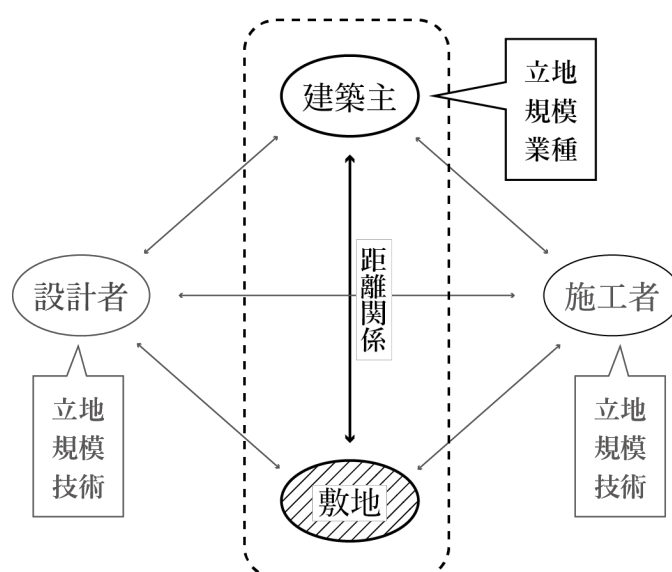 建築主
立地
規模
業種
距離関係
設計者
施工者
立地
規模
技術
立地
規模
技術
敷地